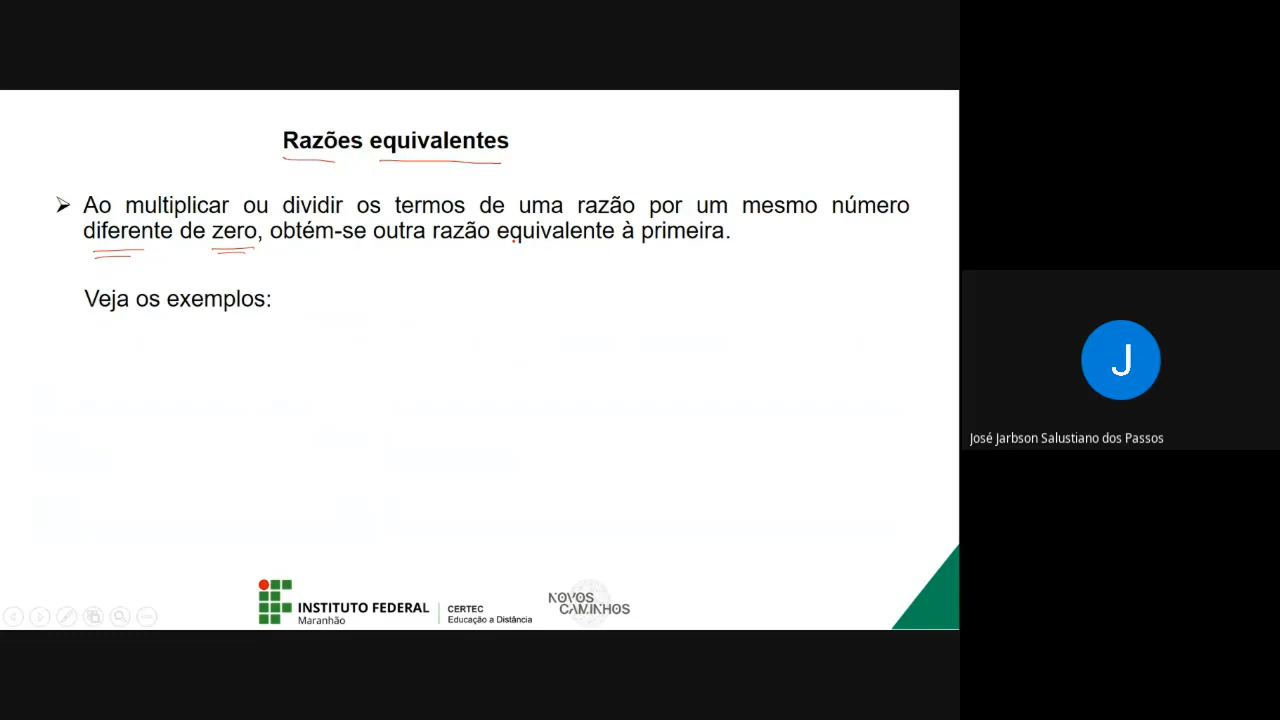 Razões equivalentes
Ao multiplicar ou dividir os termos de uma razão por um mesmo número
diferente de zero, obtém-se outra razão equivalente à primeira.
Veja os exemplos:
J
José Jarbson Salustiano dos Passos
INSTITUTO FEDERAL
Maranhão
CERTEC
Educação a Distância
NOVOS
CAMINHOS